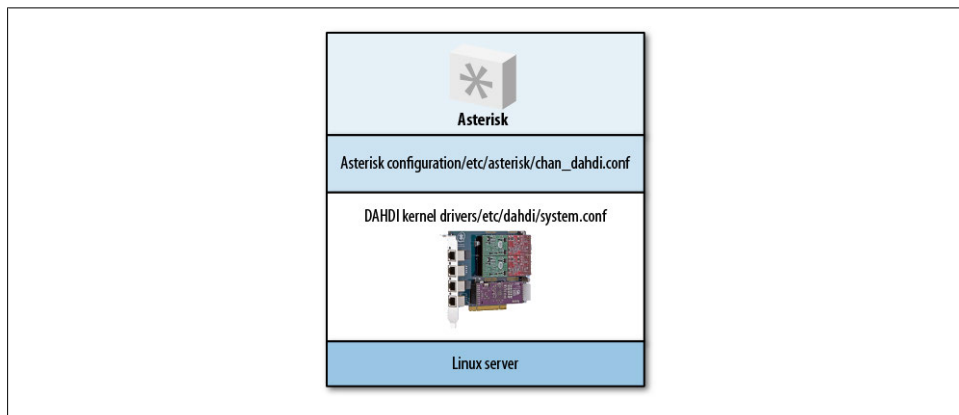 Asterisk
Asterisk configuration/etc/asterisk/chan_dahdi.conf
DAHDI kernel drivers/etc/dahdi/system.conf
Linux server